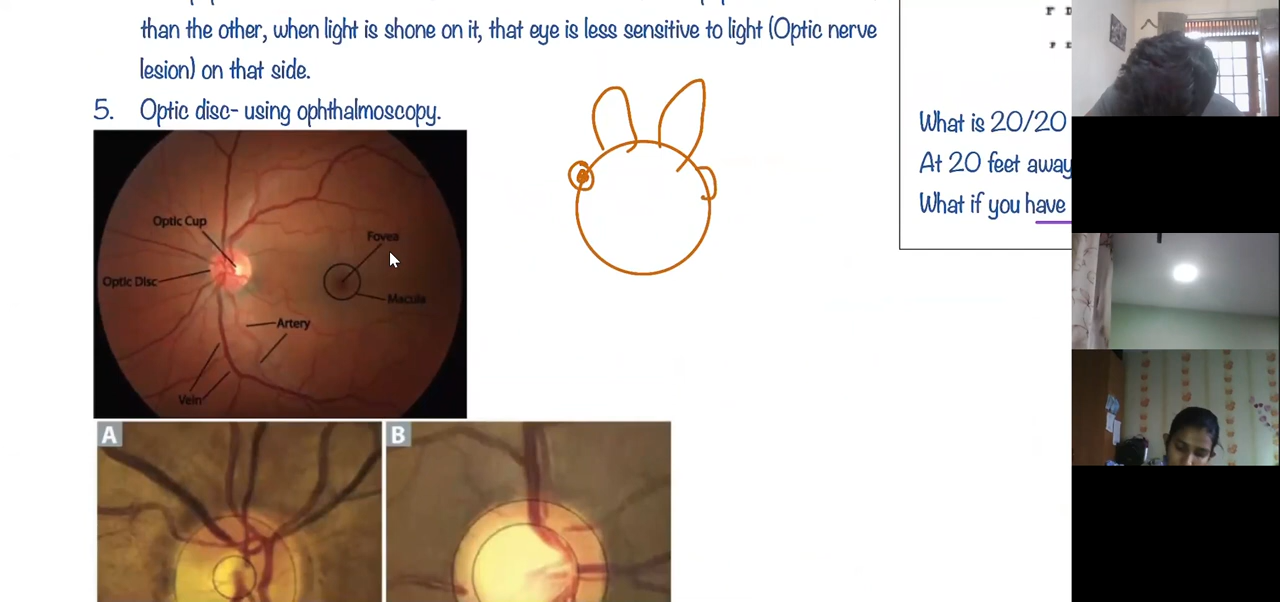 than the other, when light is shone on it, that eye is less sensitive to light (Optic nerve
lesion) on that side.
5. Optic disc- using ophthalmoscopy.
Optic Cup
Fovea
Optic Disc
Macula
Artery
Vein
A
B
What is 20/20
At 20 feet away
What if you have